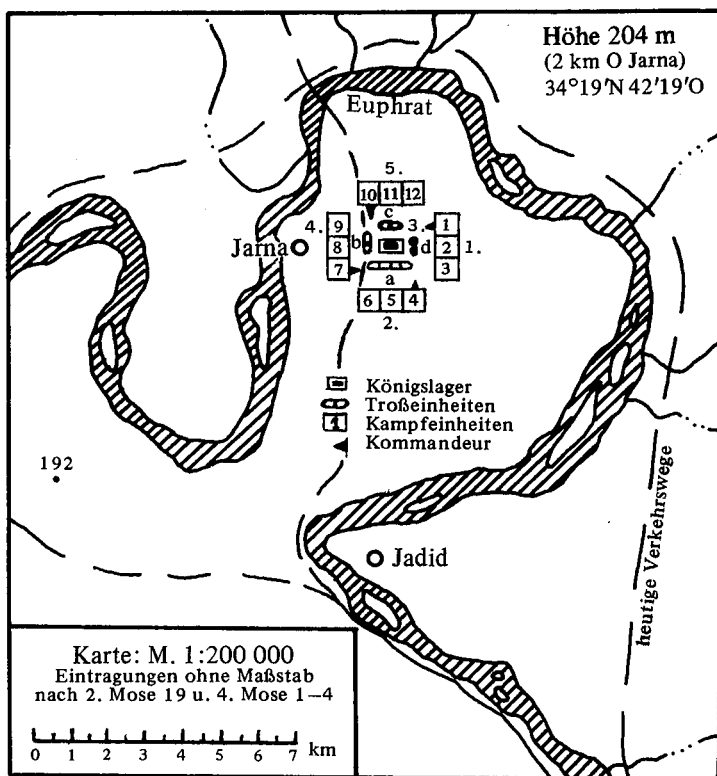 Höhe 204 m
(2 km O Jarna)
34°19′N 42′19′O
Euphrat
5.
10 11 12
c
4. 9 3. 1
Jarna 8 b d 2 1.
7 3
a
6 5 4
2.
Königslager
Troßeinheiten
1 Kampfeinheiten
Kommandeur
192
heutige Verkehrswege
Jadid
Karte: M. 1:200 000
Eintragungen ohne Maßstab
nach 2. Mose 19 u. 4. Mose 1–4
0 1 2 3 4 5 6 7 km